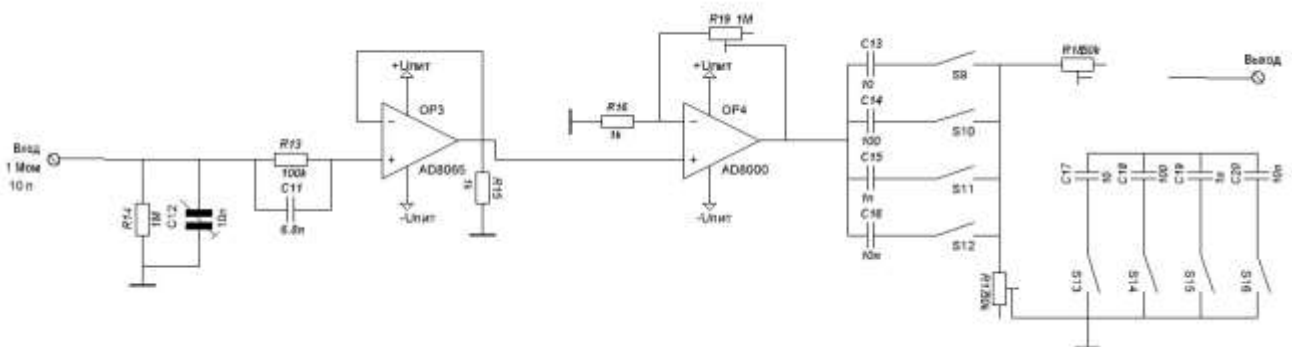 R19 1M
C13
Выход
+Uпит
+Uпит
10
S9
OP3
OP4
C14
R16
Вход
R13
1k
100
S10
1 Мом
AD8065
AD8000
C15
10 п
100k
C17
10
C18
100
C19
1n
C20
10n
C11
R15
1k
1n
S11
R14
1M
C12
6.8n
-Uпит
-Uпит
C16
10n
S12
S13
S14
S15
S16